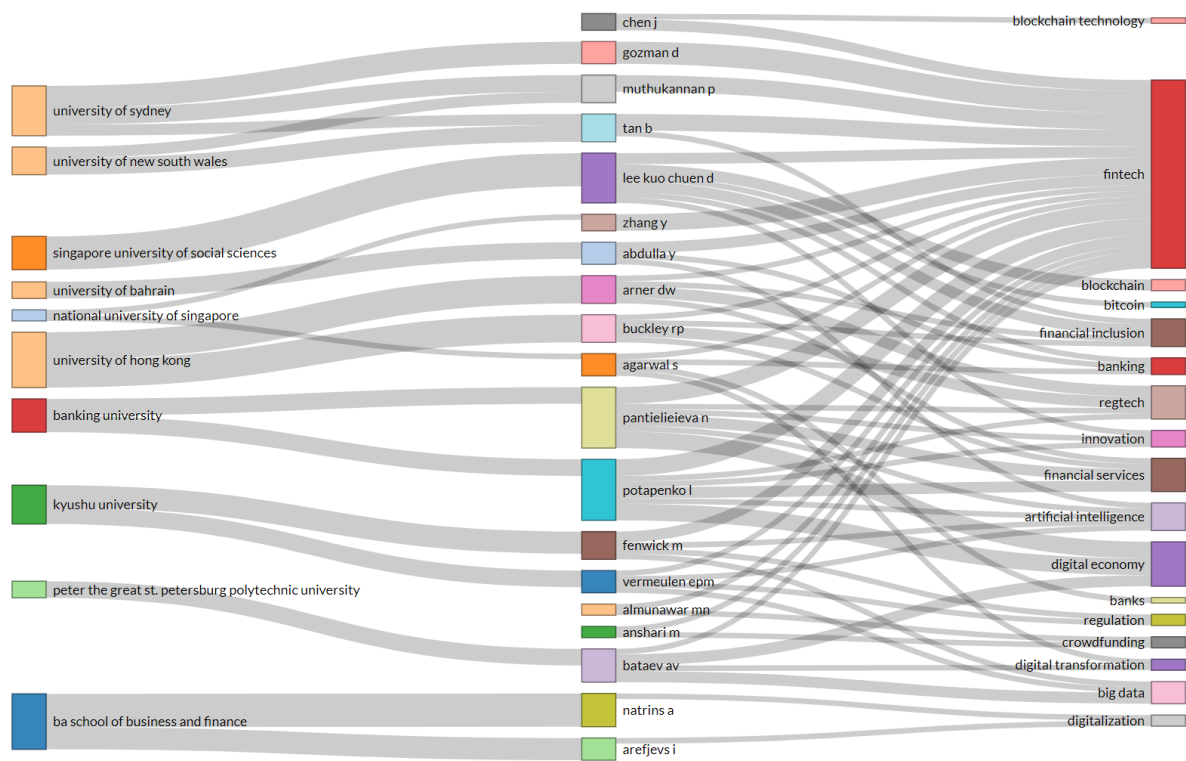 university of sydney
university of new south wales
singapore university of social sciences
university of bahrain
national university of singapore
university of hong kong
banking university
kyushu university
peter the great st. petersburg polytechnic university
ba school of business and finance
chen j
gozman d
muthukannan p
tan b
lee kuo chuen d
zhang y
abdulla y
arner dw
buckley rp
agarwal s
pantielieieva n
potapenko l
fenwick m
vermeulen epm
almunawar mn
anshari m
bataev av
natrins a
arefjevs i
blockchain technology
fintech
blockchain
bitcoin
financial inclusion
banking
regtech
innovation
financial services
artificial intelligence
digital economy
banks
regulation
crowdfunding
digital transformation
big data
digitalization